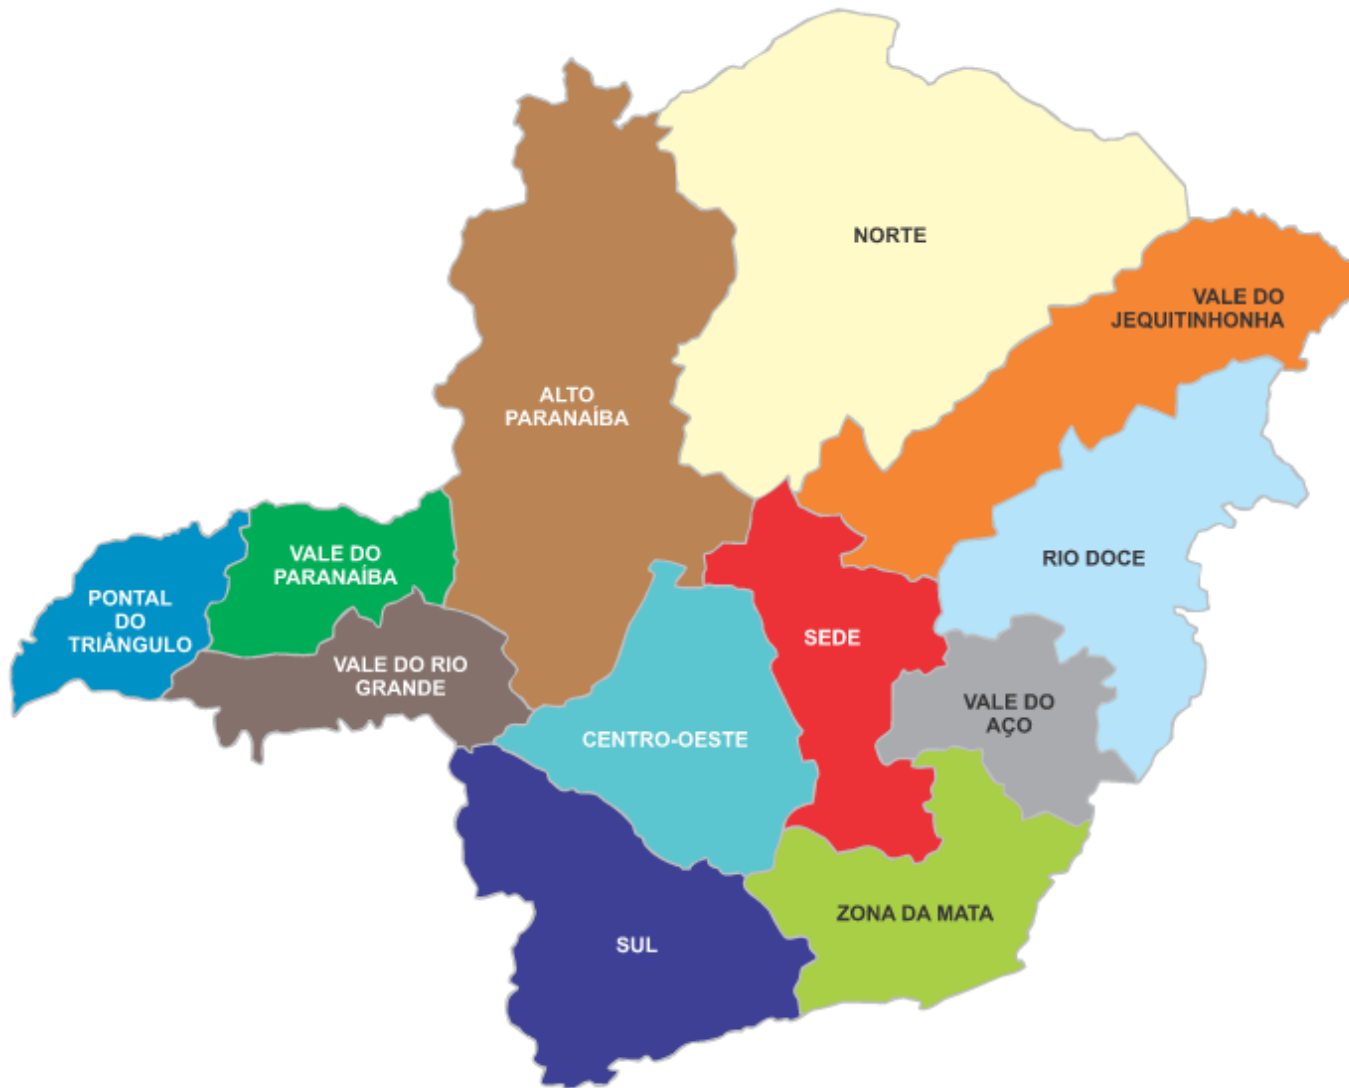 NORTE
VALE DO
JEQUITINHONHA
ALTO
PARANAÍBA
VALE DO
PARANAÍBA
RIO DOCE
PONTAL
DO
TRIÂNGULO
SEDE
VALE DO RIO
GRANDE
VALE DO
AÇO
CENTRO-OESTE
ZONA DA MATA
SUL